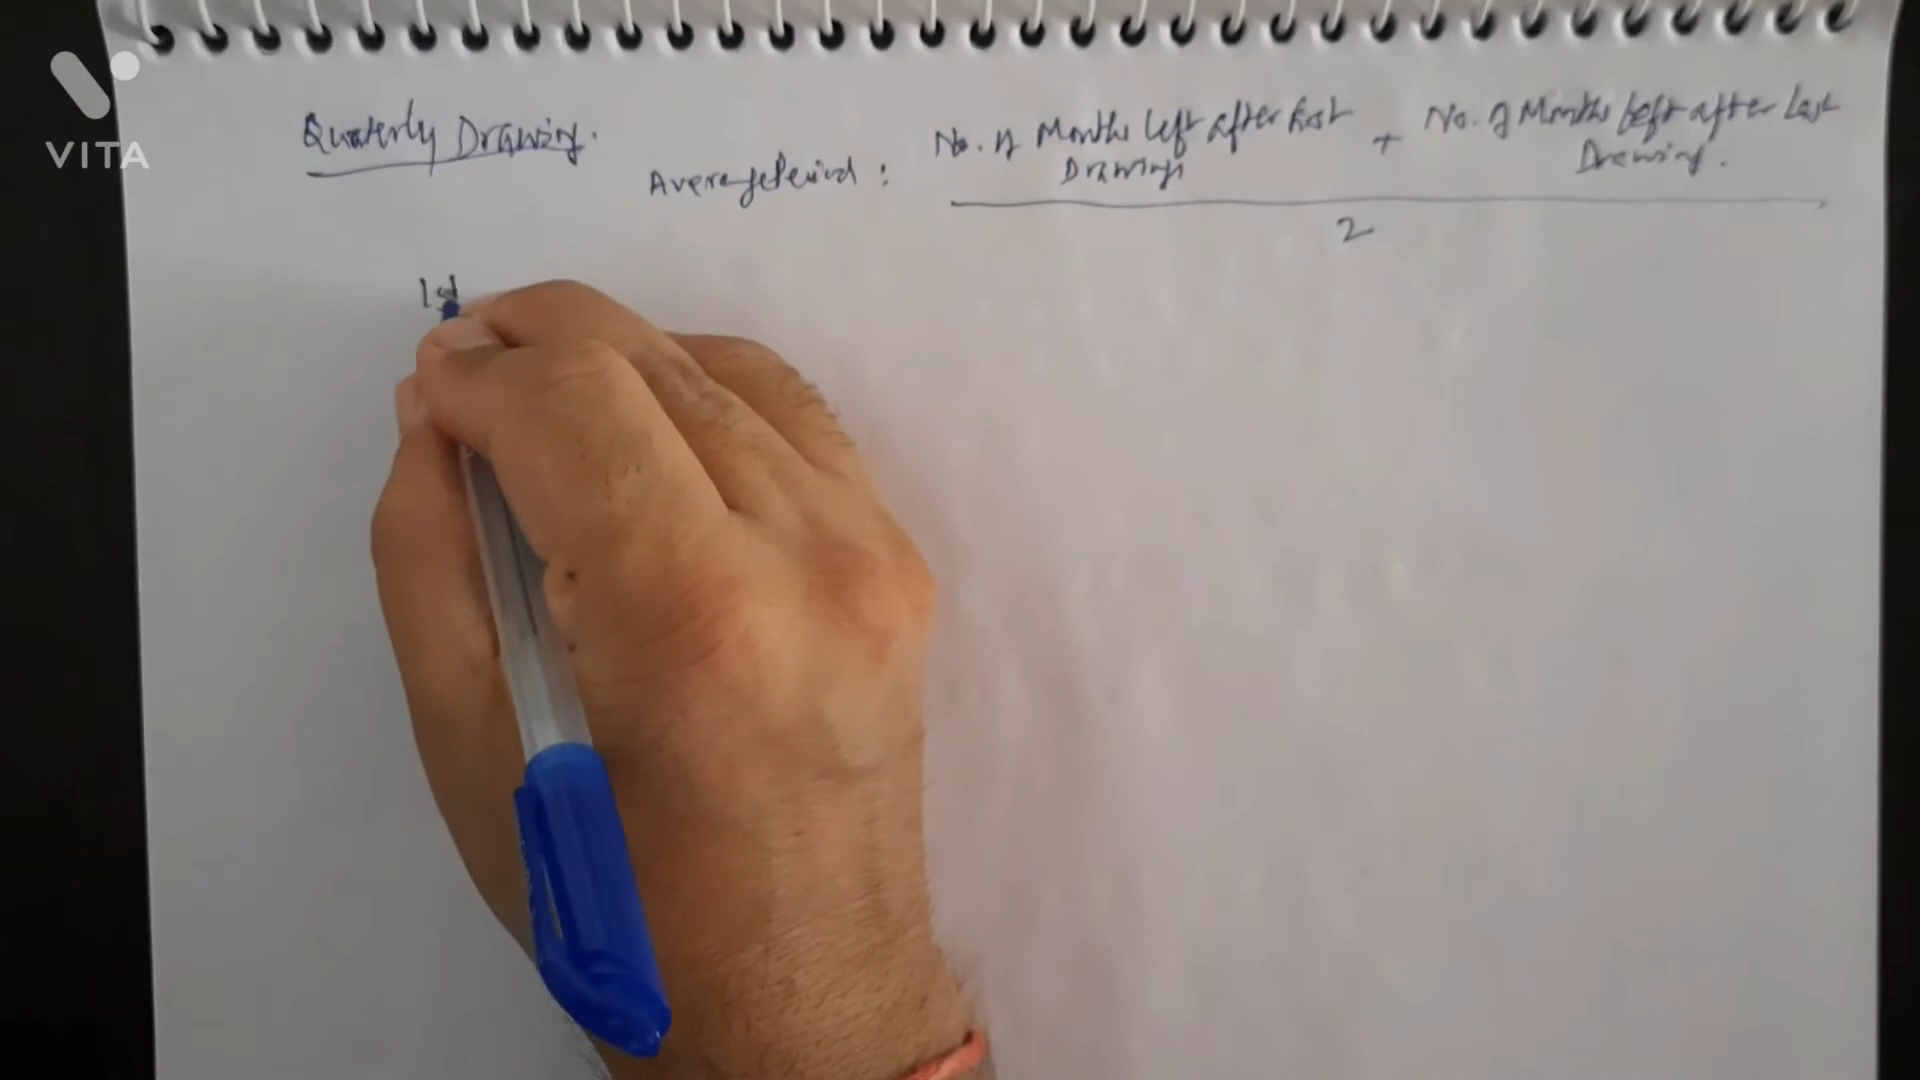 VITA
Quaterly Drawing.
Average Period :
No. of Months left after first Drawings + No. of Months left after Last Drawing.
2
1st